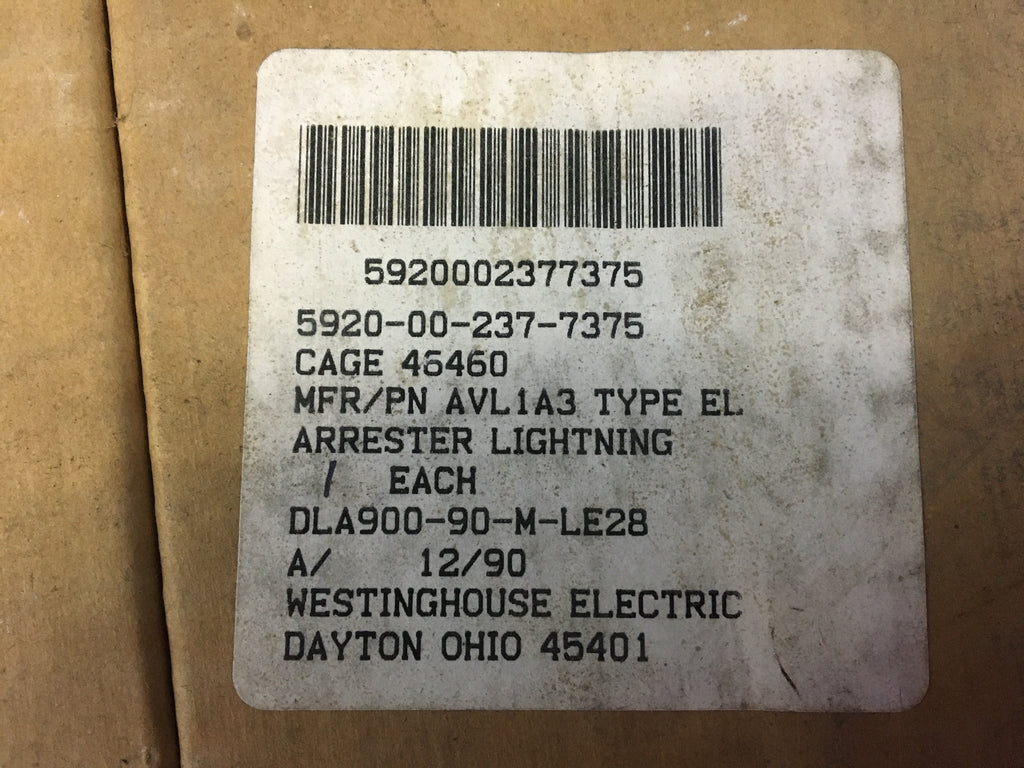 5920002377375
5920-00-237-7375
CAGE 46460
MFR/PN AVL1A3 TYPE EL
ARRESTER LIGHTNING
1 EACH
DLA900-90-M-LE28
A/ 12/90
WESTINGHOUSE ELECTRIC
DAYTON OHIO 45401